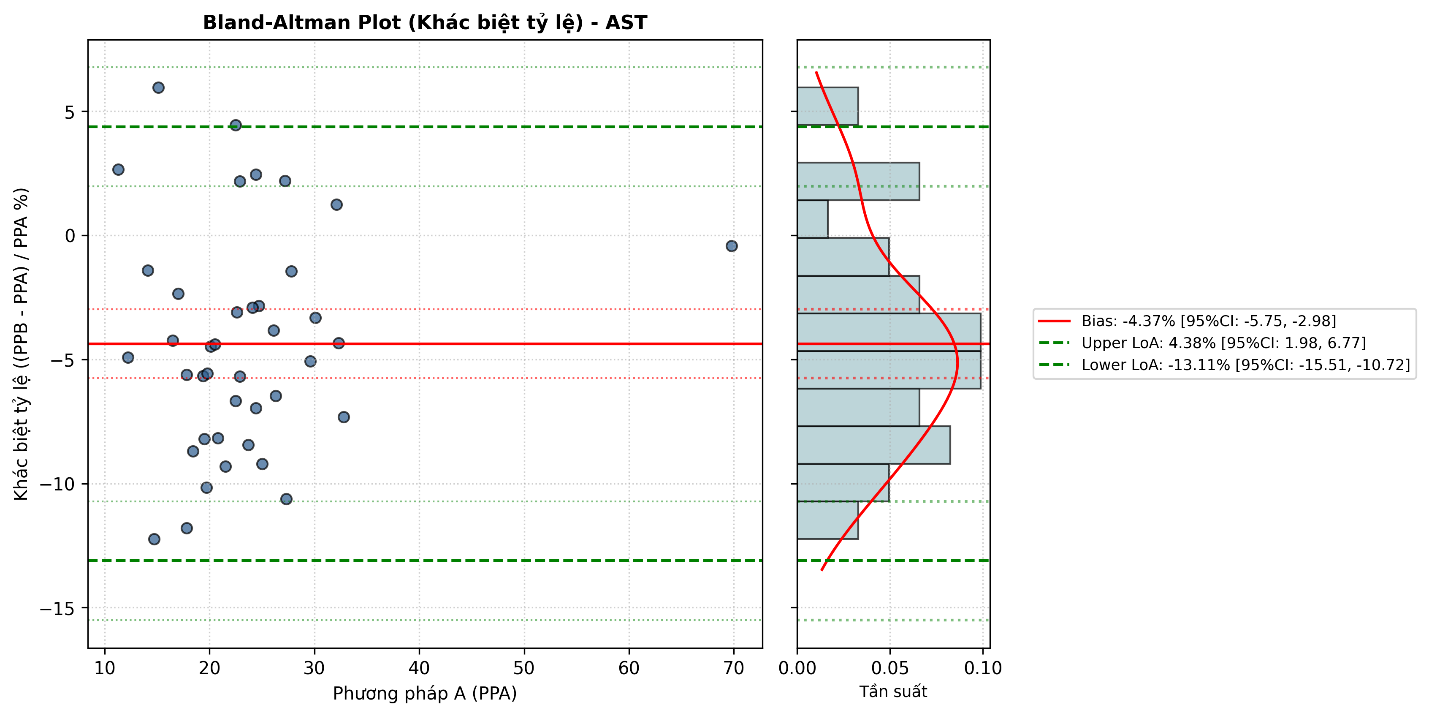 Bland-Altman Plot (Khác biệt tỷ lệ) - AST
Khác biệt tỷ lệ ((PPB - PPA) / PPA %)
5
0
−5
−10
−15
10 20 30 40 50 60 70
Phương pháp A (PPA)
0.00 0.05 0.10
Tần suất
Bias: -4.37% [95%CI: -5.75, -2.98]
Upper LoA: 4.38% [95%CI: 1.98, 6.77]
Lower LoA: -13.11% [95%CI: -15.51, -10.72]